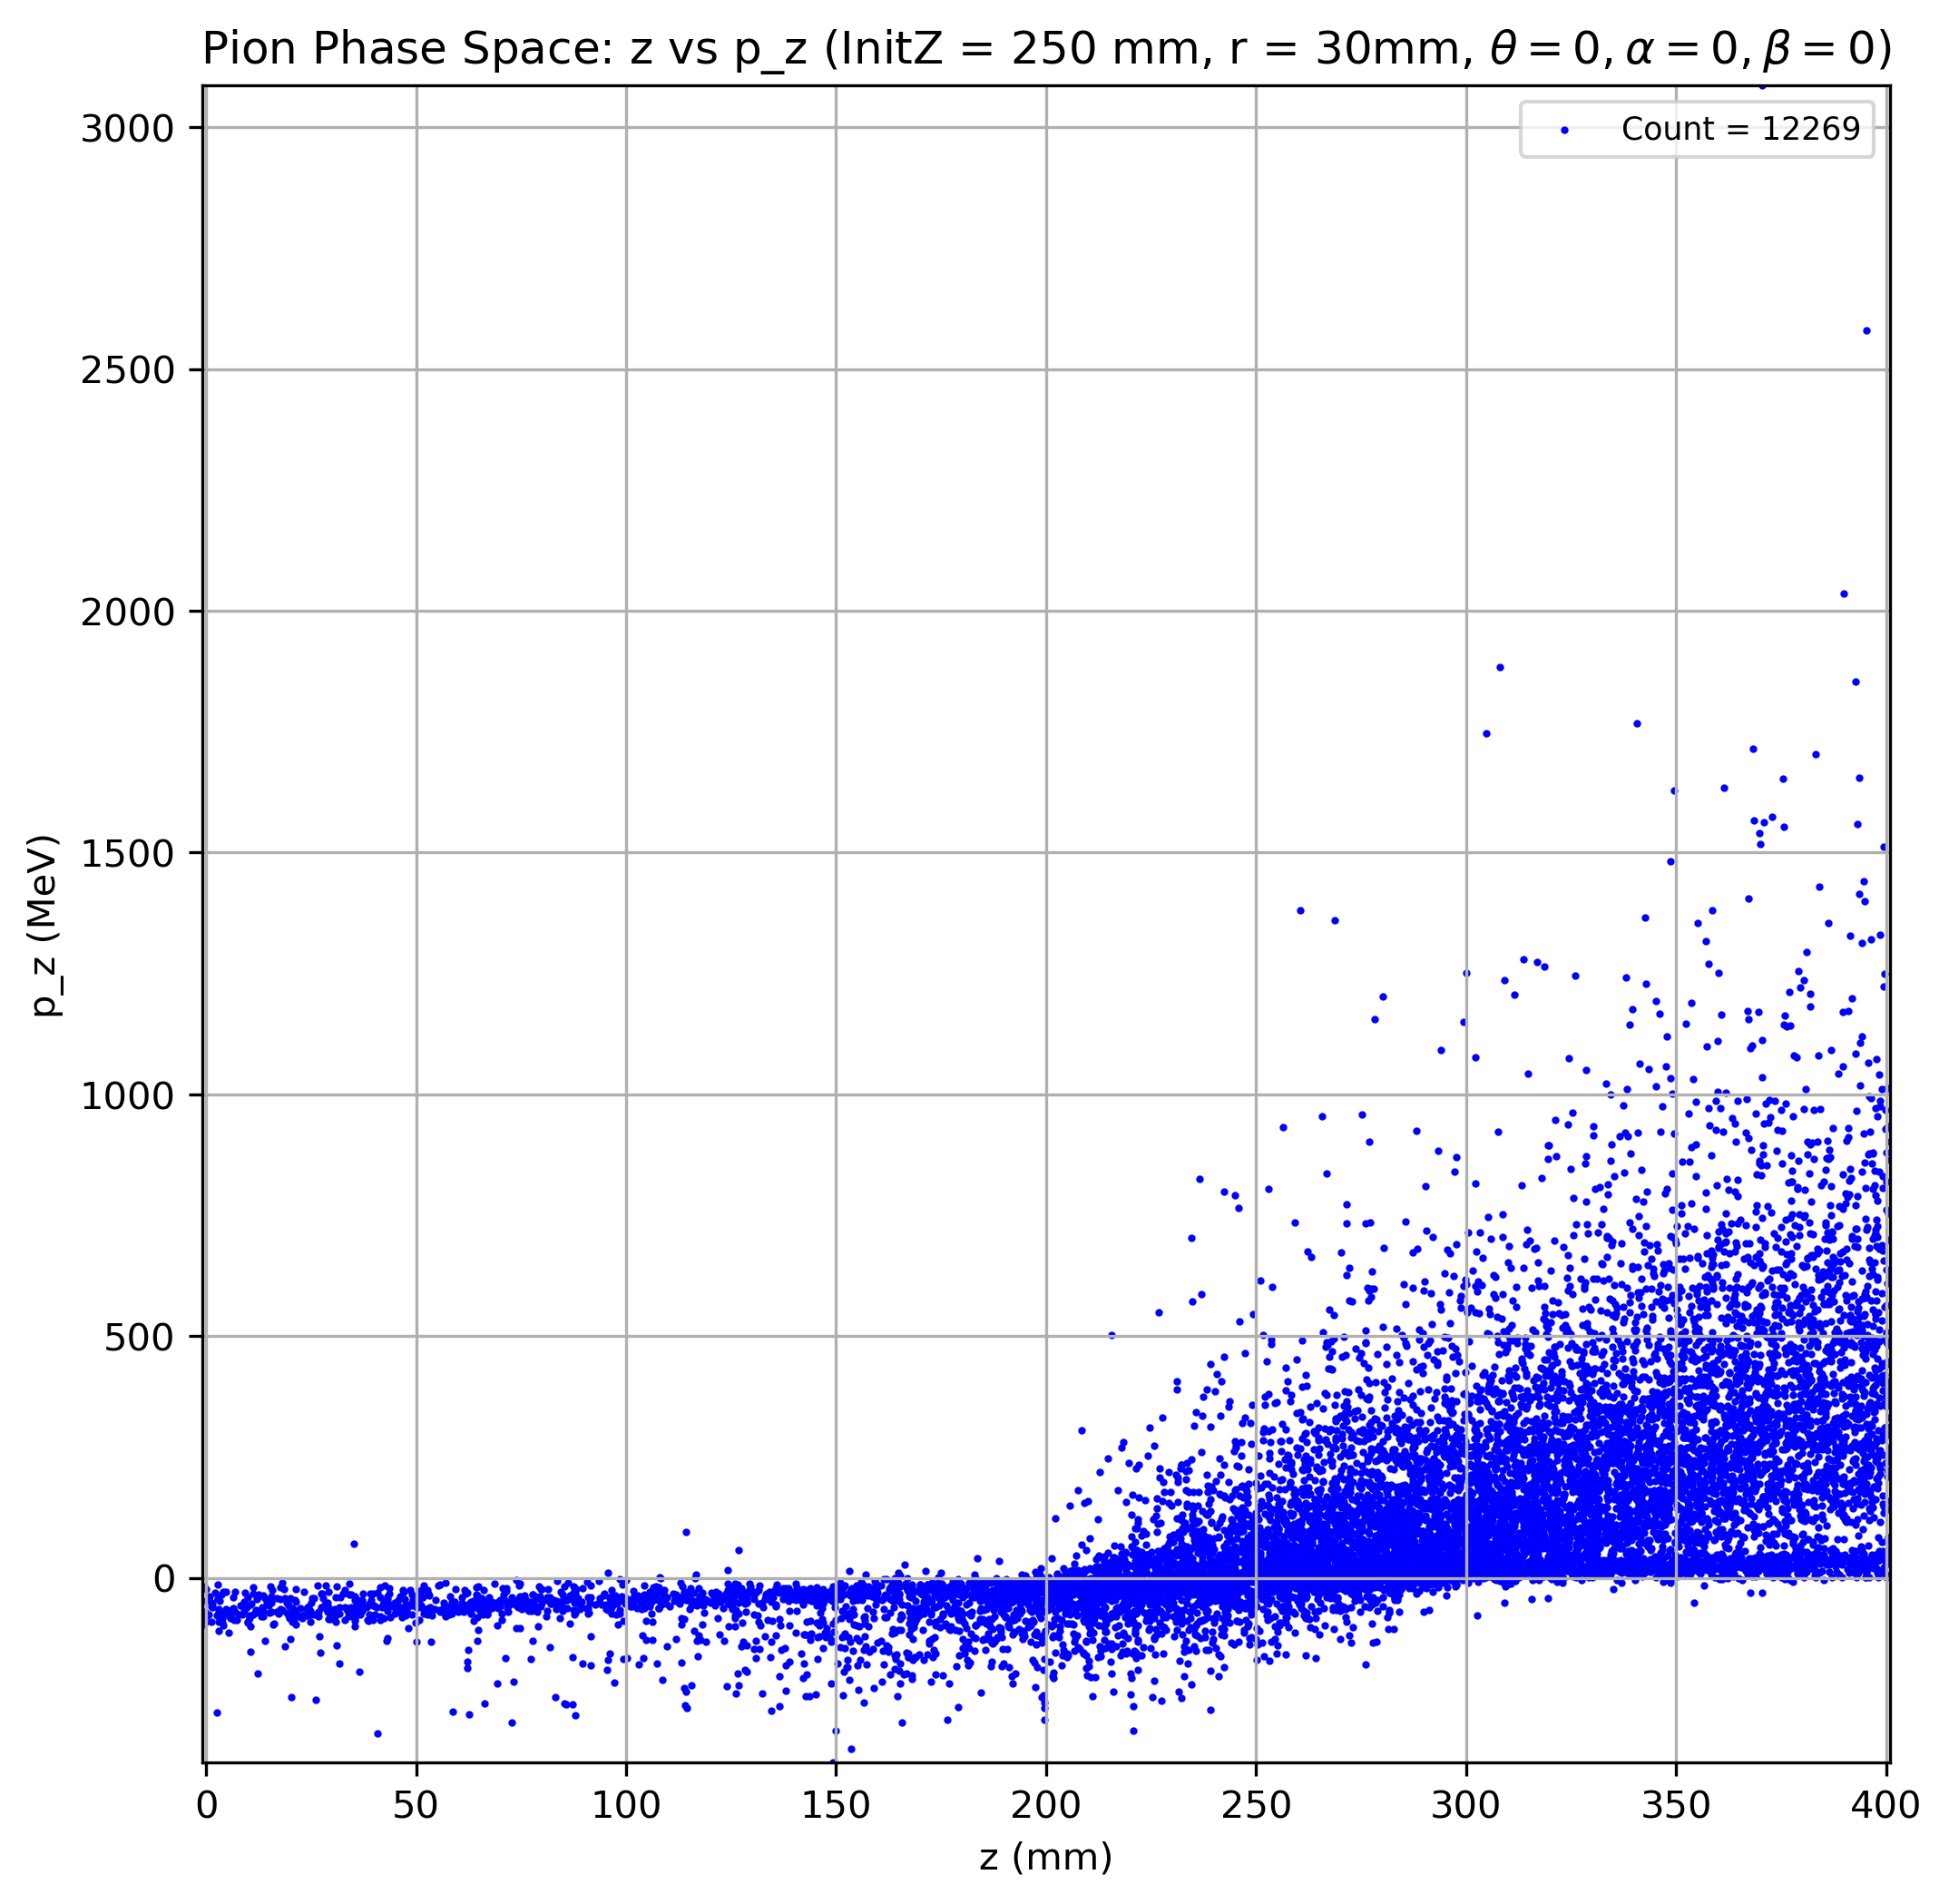 Pion Phase Space: z vs p_z (InitZ = 250 mm, r = 30mm, θ = 0, α = 0, β = 0)
Count = 12269
3000
2500
2000
1500
1000
500
0
p_z (MeV)
0 50 100 150 200 250 300 350 400
z (mm)